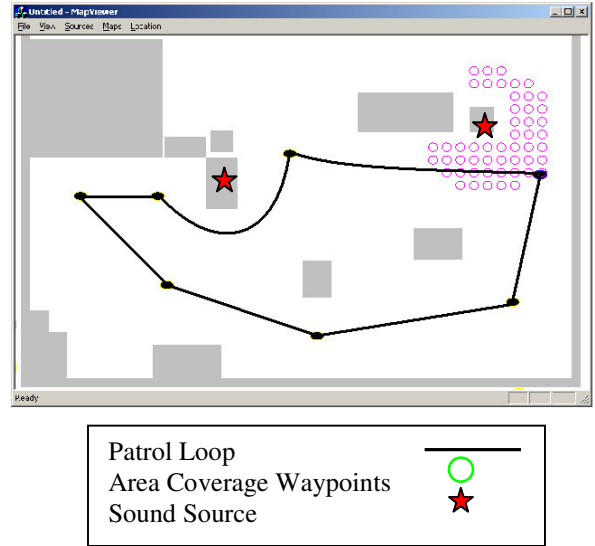 Untitled - MapViewer
File View Sources Maps Location
Ready
Patrol Loop
Area Coverage Waypoints
Sound Source